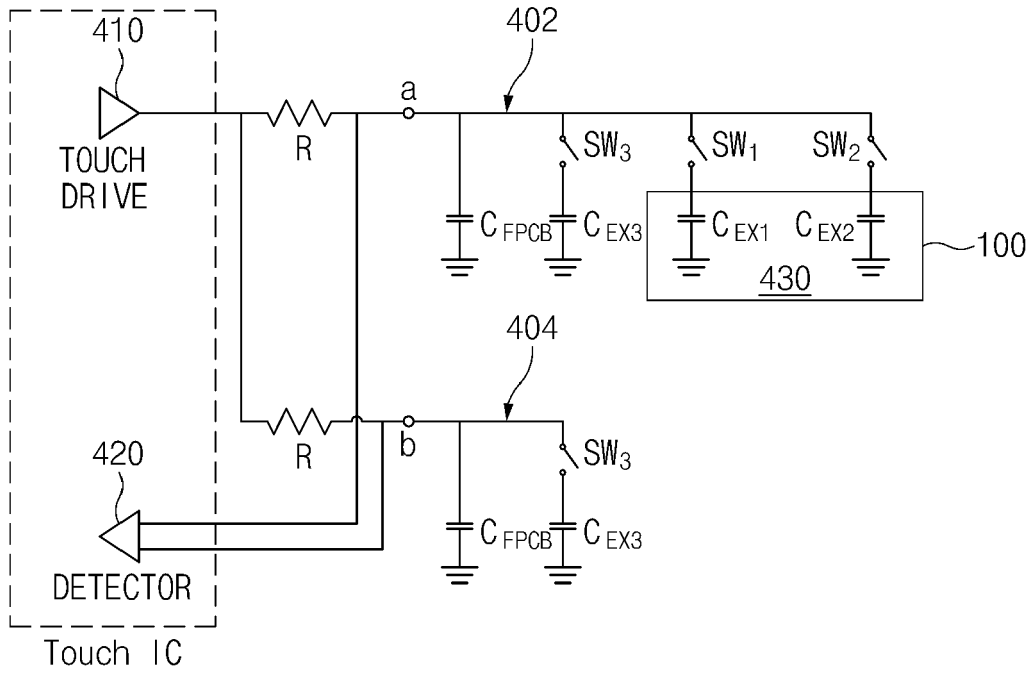 410
402
a
R
SW3
SW1
SW2
TOUCH
DRIVE
CFPCB
CEX3
CEX1
CEX2
100
430
404
b
R
SW3
420
CFPCB
CEX3
DETECTOR
Touch IC